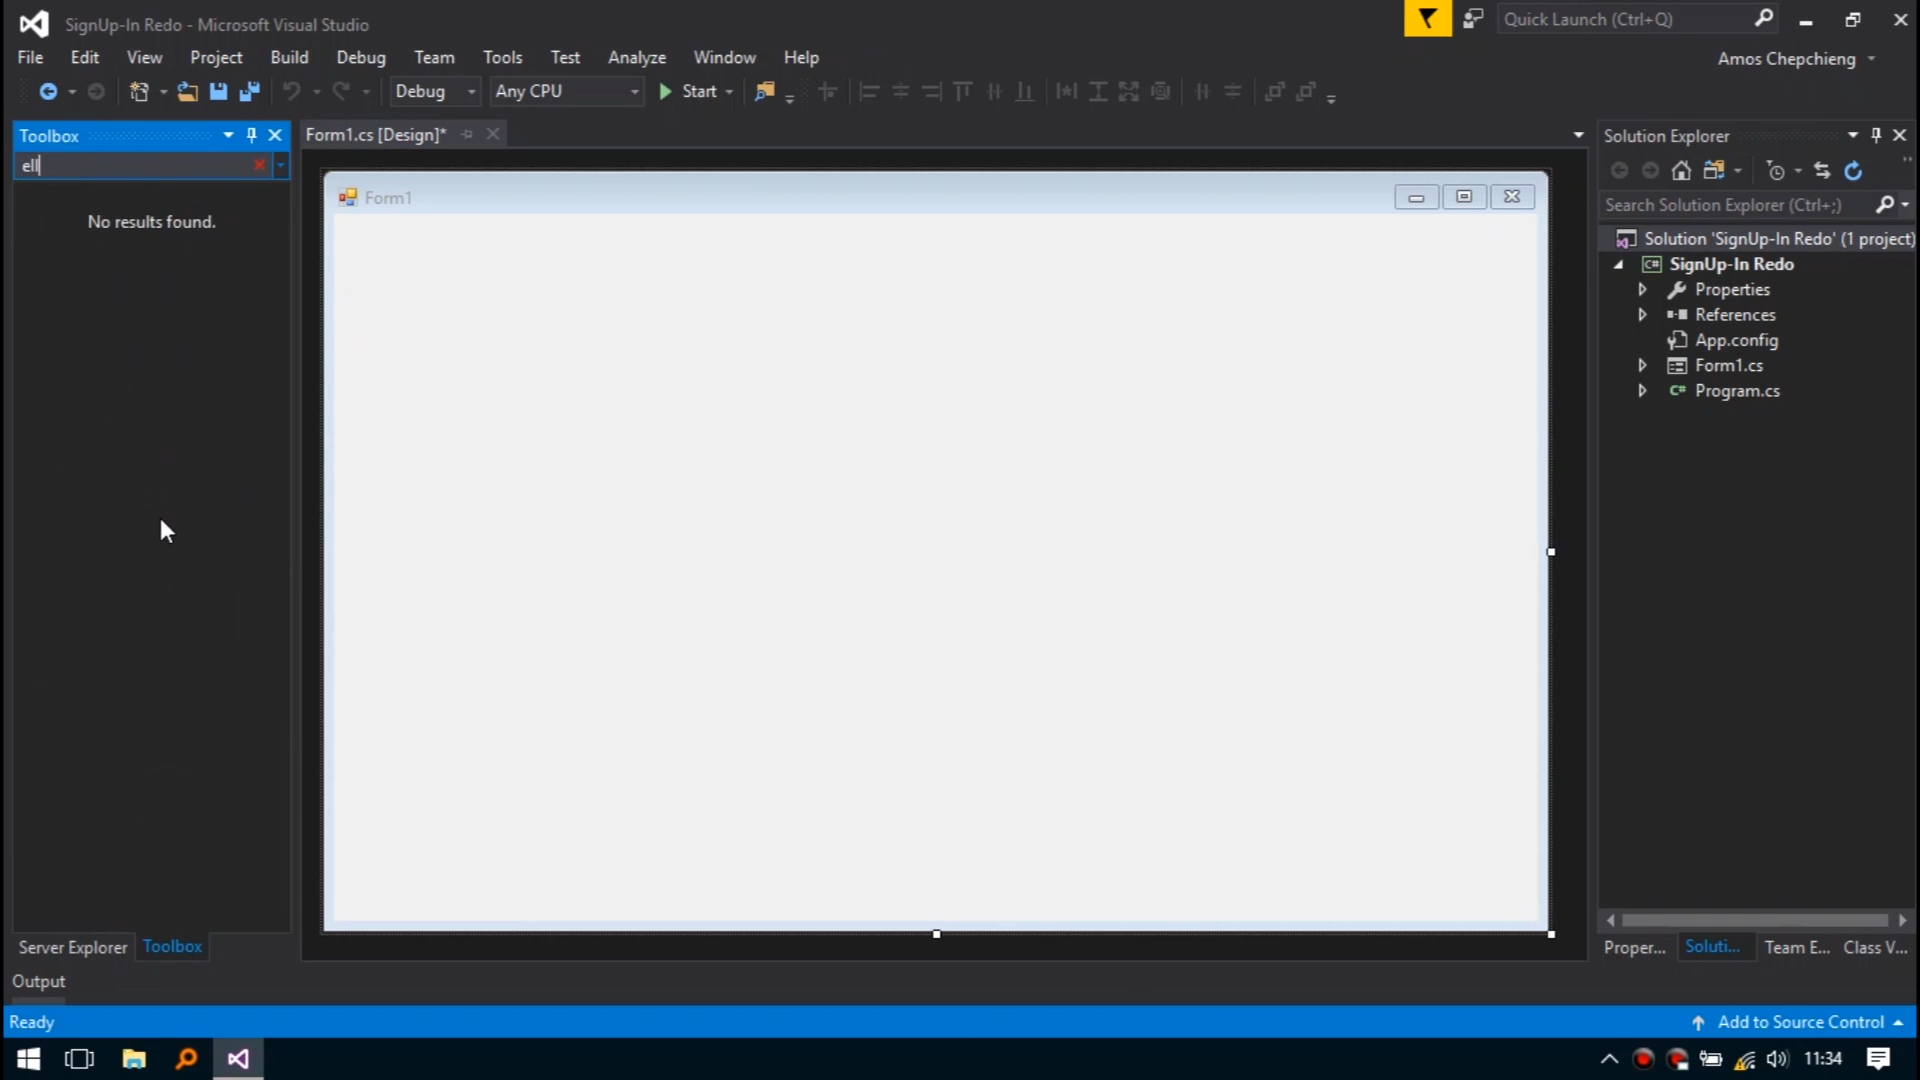 SignUp-In Redo - Microsoft Visual Studio
Quick Launch (Ctrl+Q)
File Edit View Project Build Debug Team Tools Test Analyze Window Help
Amos Chepchieng
Debug Any CPU Start
Toolbox
Form1.cs [Design]*
Solution Explorer
ell
No results found.
Form1
Search Solution Explorer (Ctrl+;)
Solution 'SignUp-In Redo' (1 project)
C# SignUp-In Redo
Properties
References
App.config
Form1.cs
C# Program.cs
Server Explorer Toolbox
Proper... Soluti... Team E... Class V...
Output
Ready
Add to Source Control
11:34